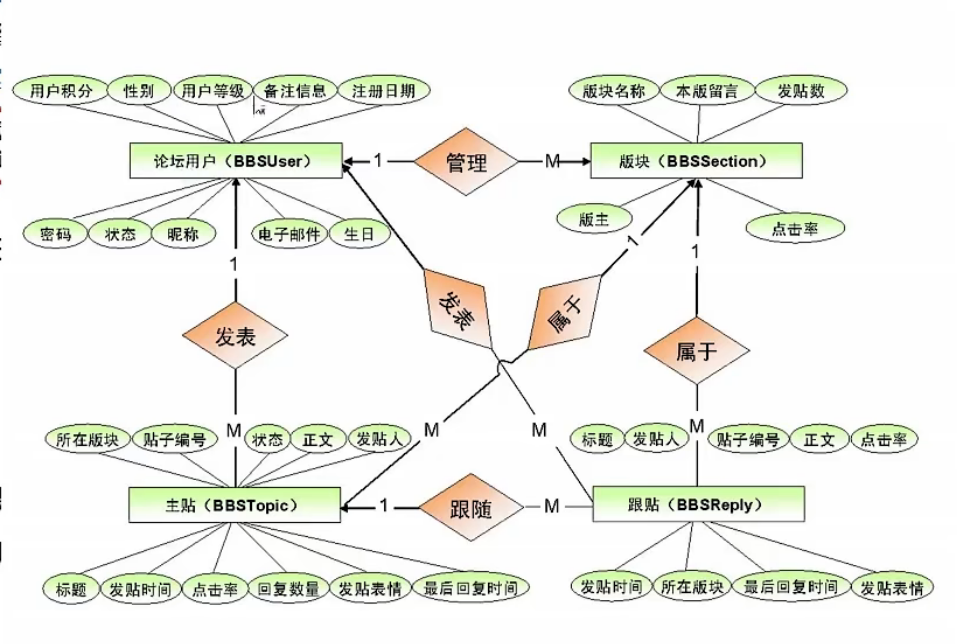 用户积分 性别 用户等级 备注信息 注册日期
版块名称 本版留言 发贴数
论坛用户（BBSUser）
1
管理
M
版块（BBSSection）
密码 状态 昵称 电子邮件 生日
版主
点击率
1
1
1
发表
发表
属于
属于
M
M
M
M
所在版块 贴子编号 状态 正文 发贴人
标题 发贴人 贴子编号 正文 点击率
主贴（BBSTopic）
1
跟随
M
跟贴（BBSReply）
标题 发贴时间 点击率 回复数量 发贴表情 最后回复时间
发贴时间 所在版块 最后回复时间 发贴表情